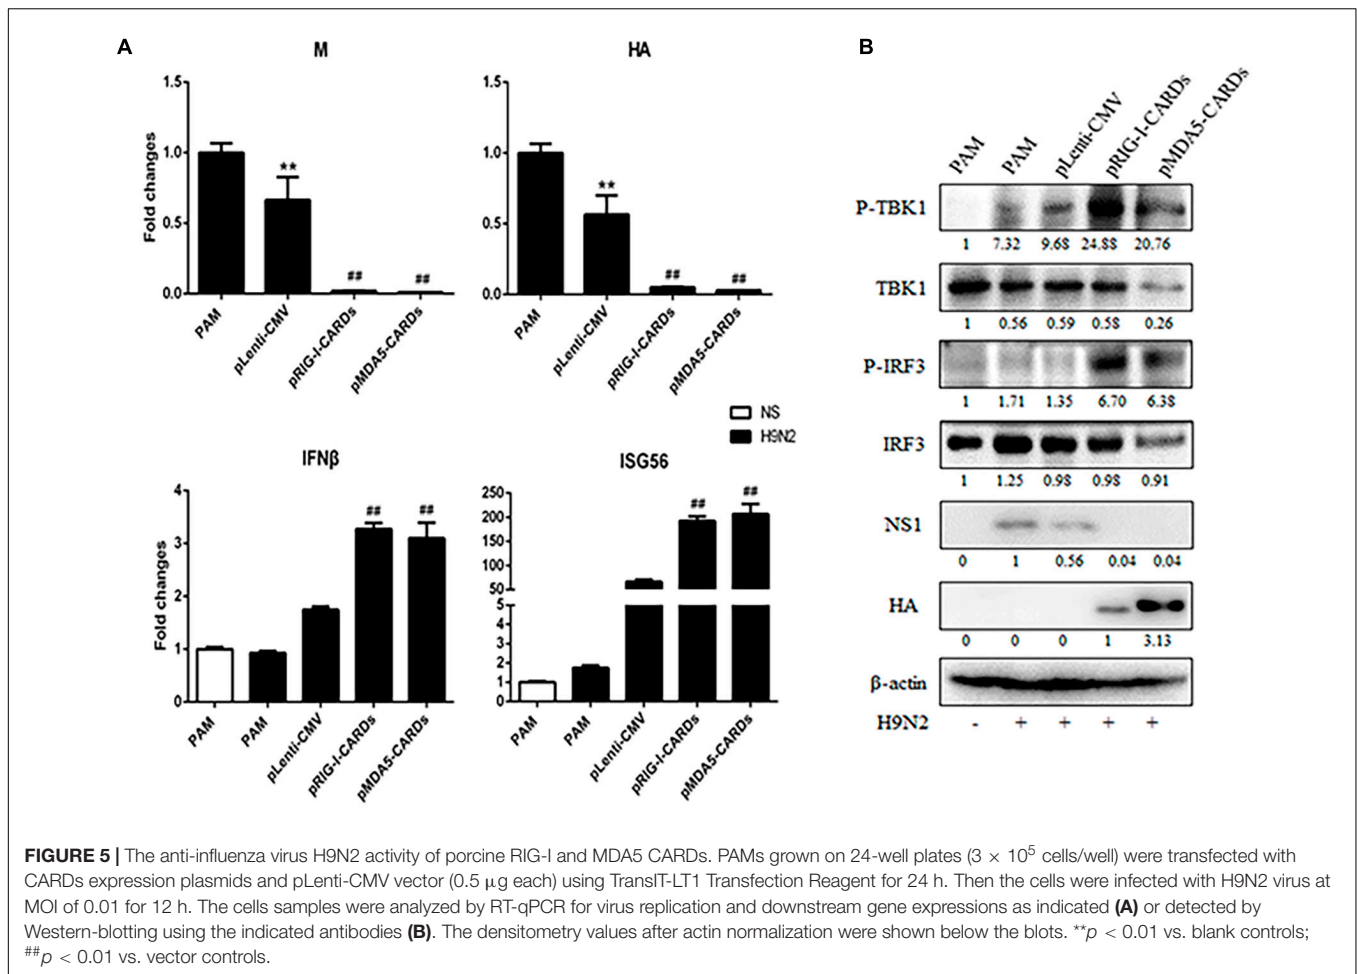 A
M
1.5
1.0
0.5
0.0
Fold changes
**
##
##
PAM
pLenti-CMV
pRIG-I-CARDs
pMDA5-CARDs
HA
1.5
1.0
0.5
0.0
**
##
##
PAM
pLenti-CMV
pRIG-I-CARDs
pMDA5-CARDs
NS
H9N2
IFNβ
4
3
2
1
0
Fold changes
##
##
PAM
PAM
pLenti-CMV
pRIG-I-CARDs
pMDA5-CARDs
ISG56
250
200
150
100
50
5
4
3
2
1
0
##
##
PAM
PAM
pLenti-CMV
pRIG-I-CARDs
pMDA5-CARDs
B
PAM
PAM
pLenti-CMV
pRIG-I-CARDs
pMDA5-CARDs
P-TBK1
1 7.32 9.68 24.88 20.76
TBK1
1 0.56 0.59 0.58 0.26
P-IRF3
1 1.71 1.35 6.70 6.38
IRF3
1 1.25 0.98 0.98 0.91
NS1
0 1 0.56 0.04 0.04
HA
0 0 0 1 3.13
β-actin
H9N2 - + + + +
FIGURE 5 | The anti-influenza virus H9N2 activity of porcine RIG-I and MDA5 CARDs. PAMs grown on 24-well plates (3 × 10⁵ cells/well) were transfected with
CARDs expression plasmids and pLenti-CMV vector (0.5 μg each) using TransIT-LT1 Transfection Reagent for 24 h. Then the cells were infected with H9N2 virus at
MOI of 0.01 for 12 h. The cells samples were analyzed by RT-qPCR for virus replication and downstream gene expressions as indicated (A) or detected by
Western-blotting using the indicated antibodies (B). The densitometry values after actin normalization were shown below the blots. **p < 0.01 vs. blank controls;
##p < 0.01 vs. vector controls.